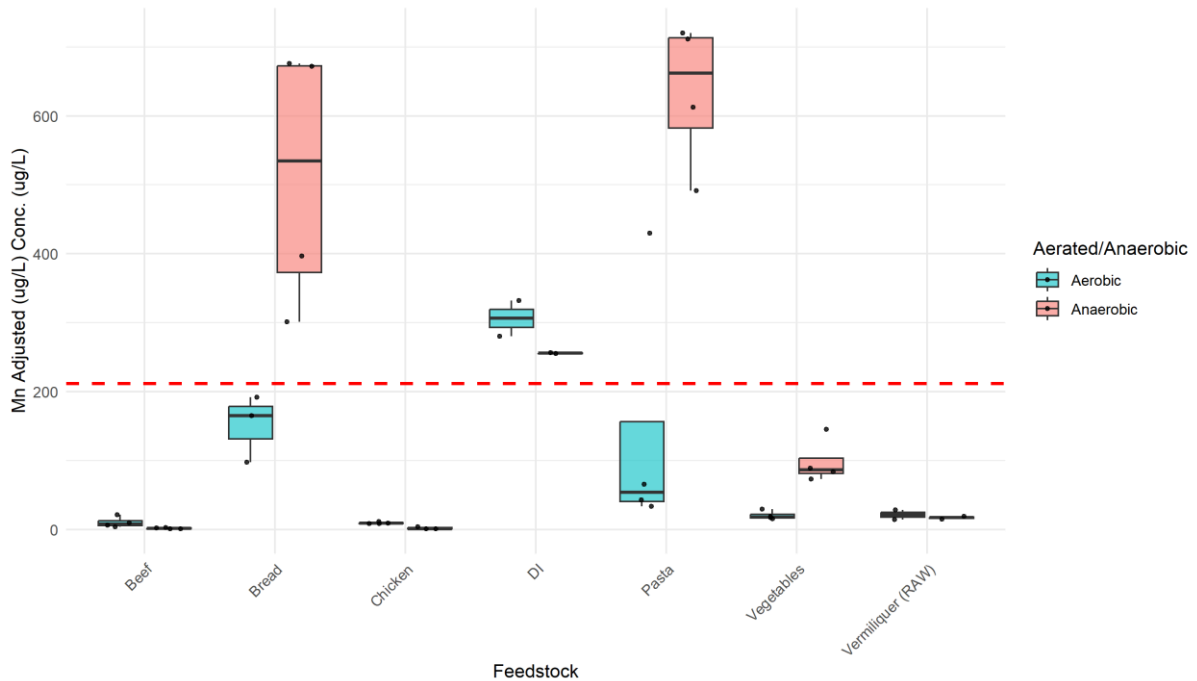 Mn Adjusted (ug/L) Conc. (ug/L)
600
400
200
0
Beef
Bread
Chicken
DI
Pasta
Vegetables
Vermiliquer (RAW)
Feedstock
Aerated/Anaerobic
Aerobic
Anaerobic